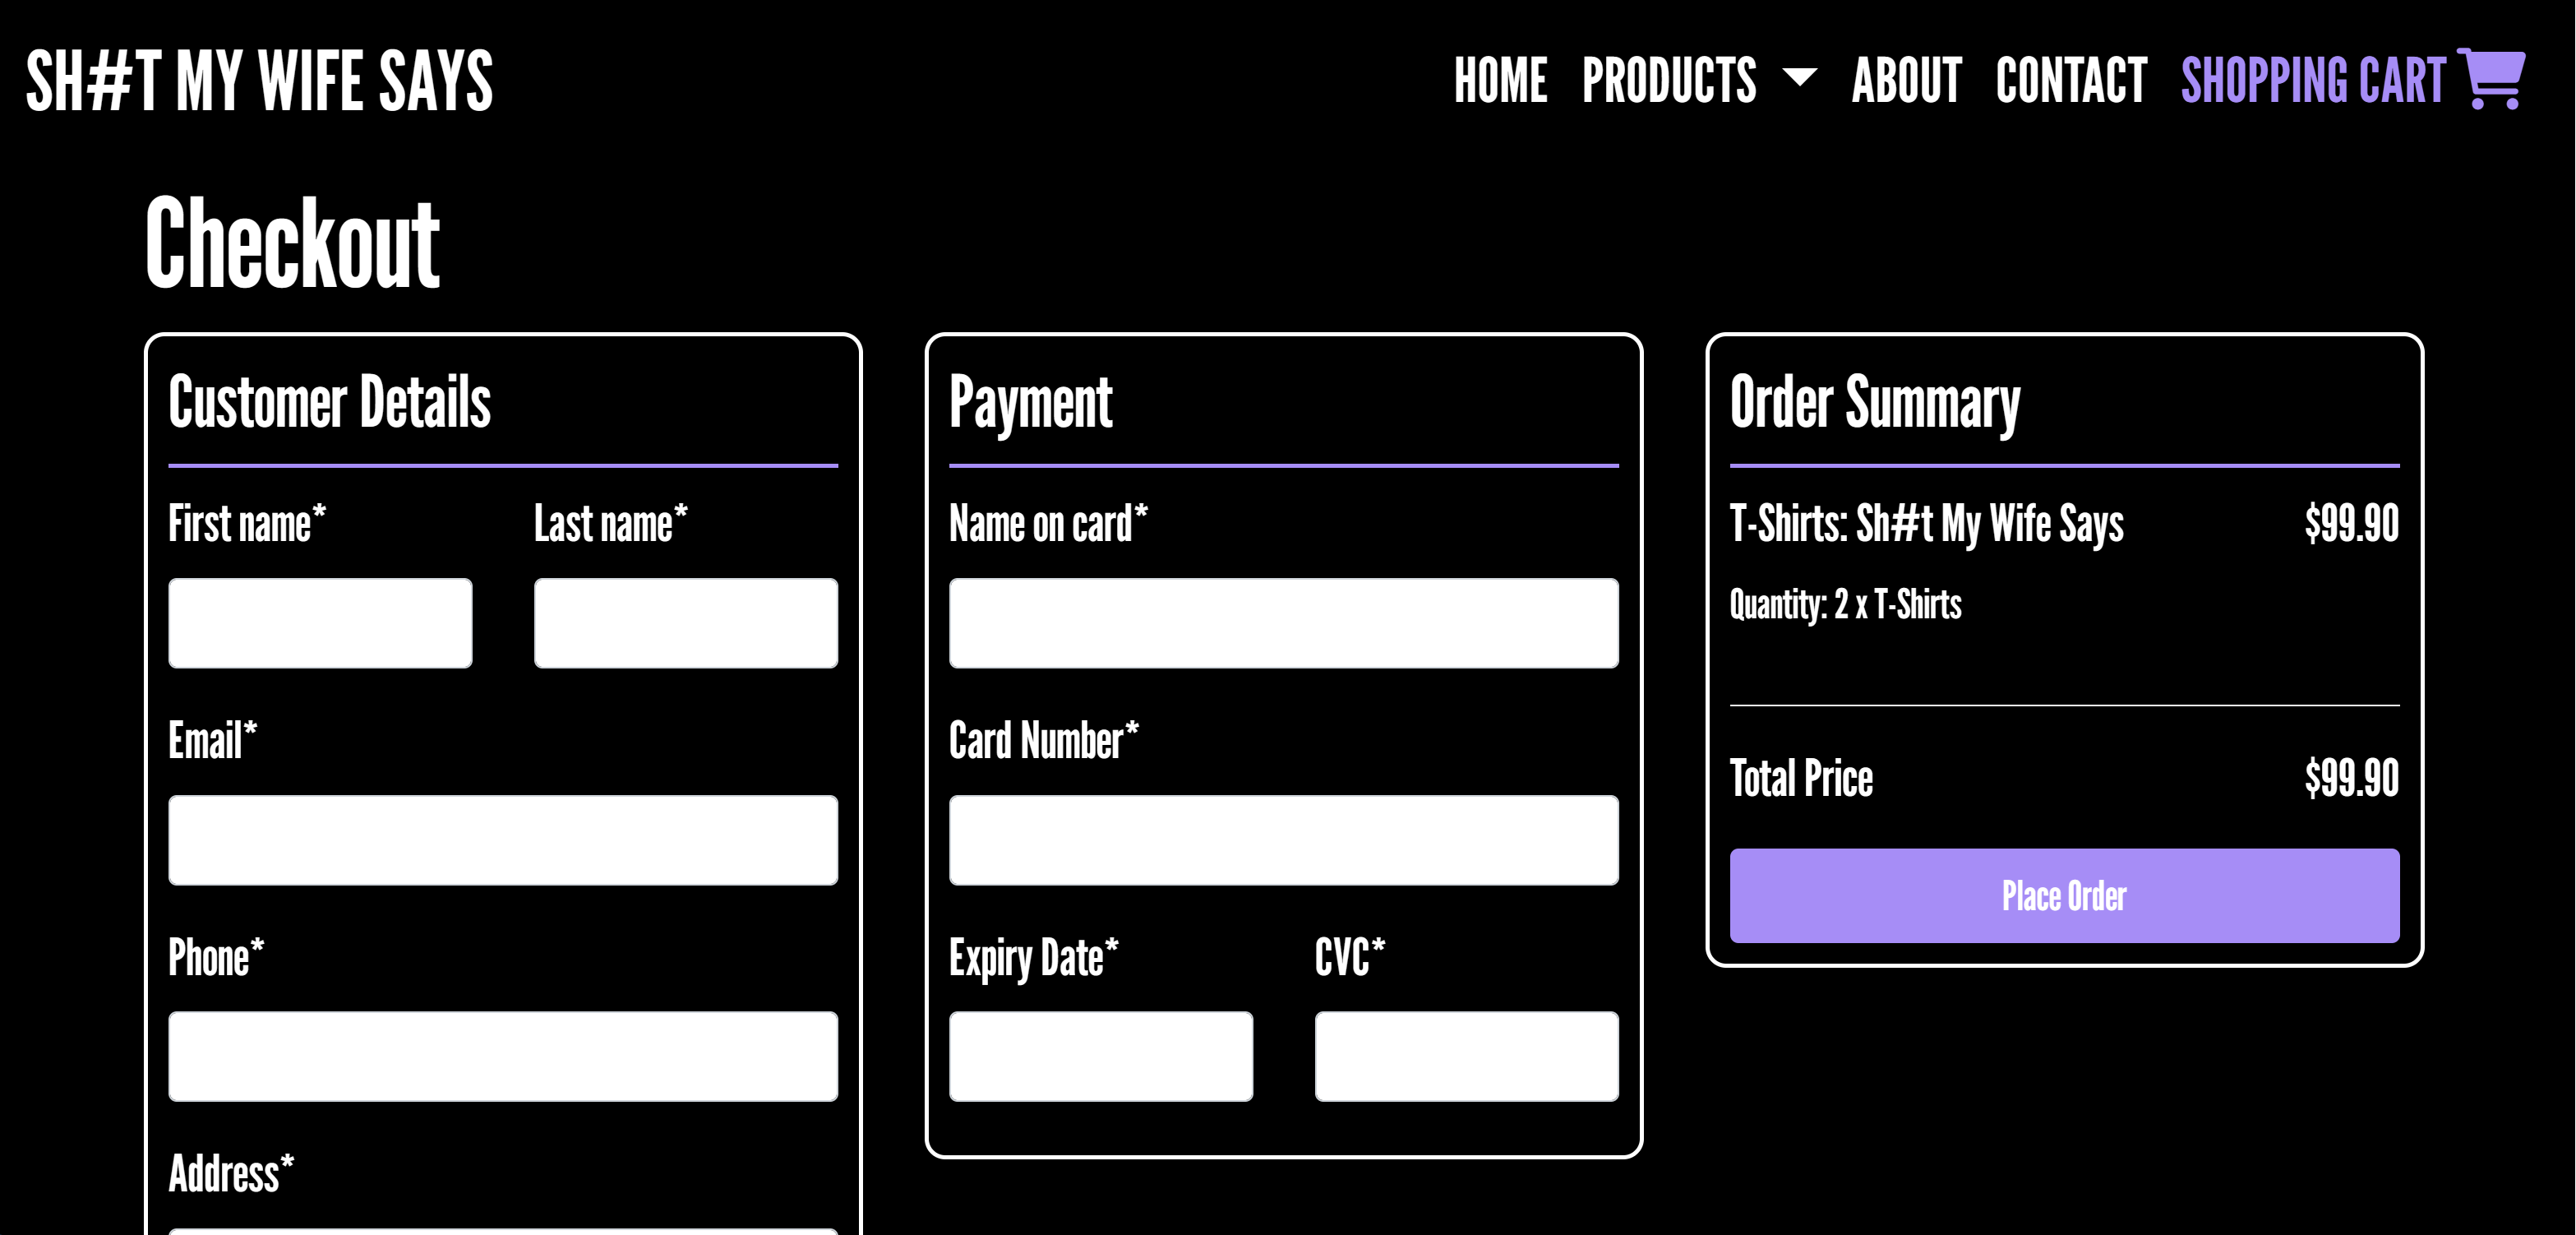 SH#T MY WIFE SAYS
HOME PRODUCTS ABOUT CONTACT SHOPPING CART
Checkout
Customer Details
First name* Last name*
Email*
Phone*
Address*
Payment
Name on card*
Card Number*
Expiry Date* CVC*
Order Summary
T-Shirts: Sh#t My Wife Says $99.90
Quantity: 2 x T-Shirts
Total Price $99.90
Place Order